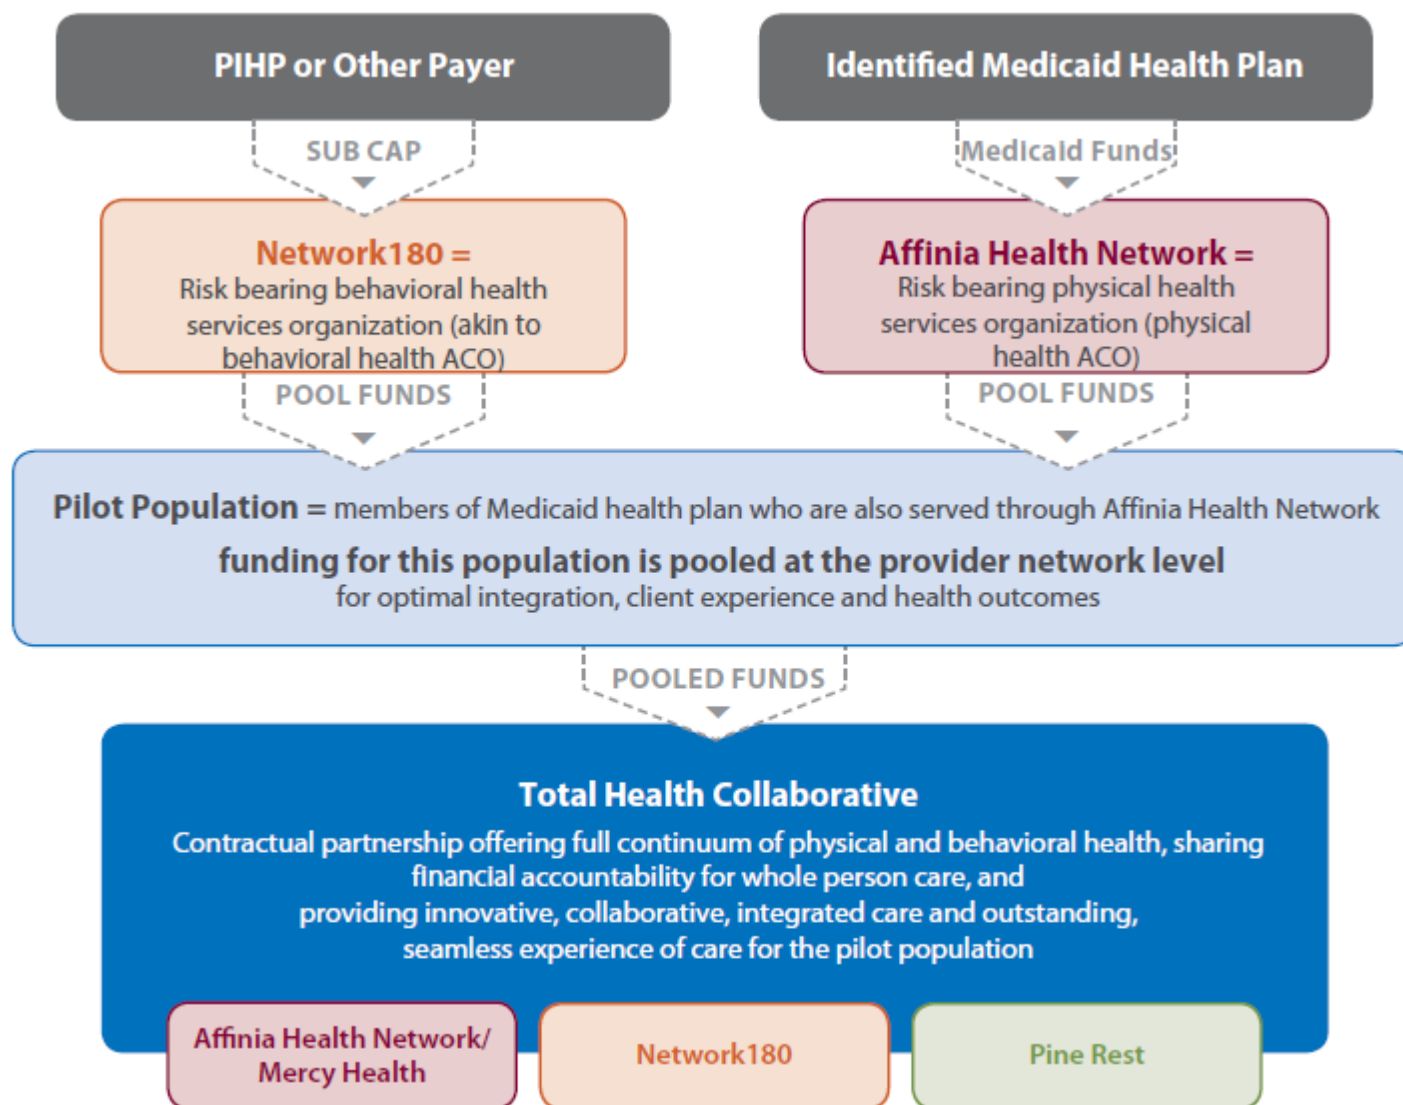 PIHP or Other Payer
Identified Medicaid Health Plan
SUB CAP
Medicaid Funds
Network180 =
Risk bearing behavioral health
services organization (akin to
behavioral health ACO)
Affinia Health Network =
Risk bearing physical health
services organization (physical
health ACO)
POOL FUNDS
POOL FUNDS
Pilot Population = members of Medicaid health plan who are also served through Affinia Health Network
funding for this population is pooled at the provider network level
for optimal integration, client experience and health outcomes
POOLED FUNDS
Total Health Collaborative
Contractual partnership offering full continuum of physical and behavioral health, sharing
financial accountability for whole person care, and
providing innovative, collaborative, integrated care and outstanding,
seamless experience of care for the pilot population
Affinia Health Network/
Mercy Health
Network180
Pine Rest